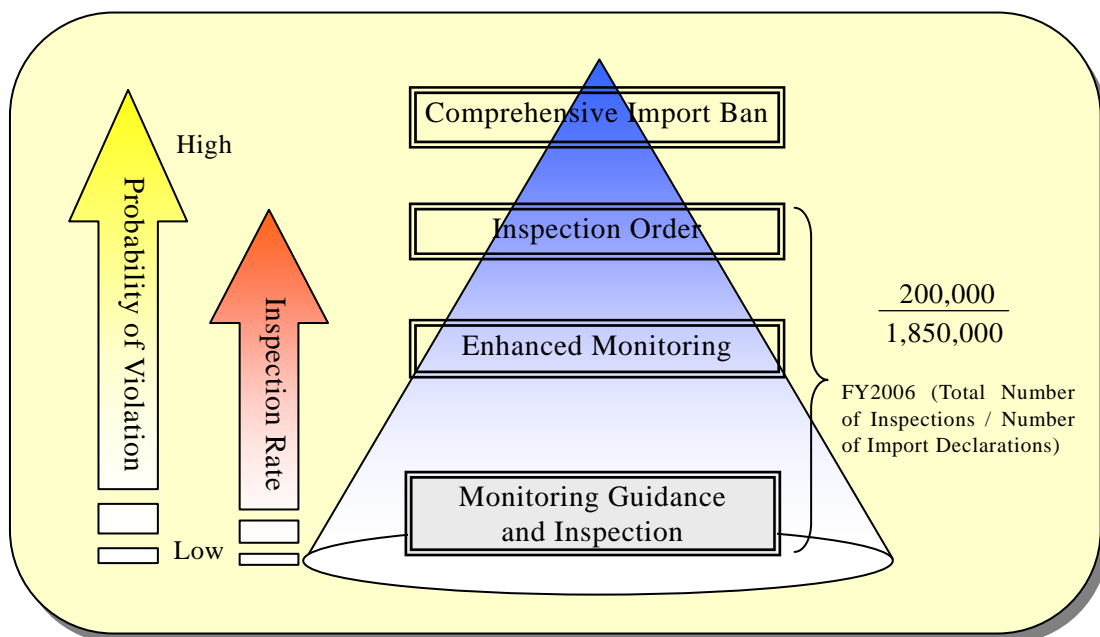 High
Probability of Violation
Low
Inspection Rate
Comprehensive Import Ban
Inspection Order
Enhanced Monitoring
Monitoring Guidance
and Inspection
200,000
1,850,000
FY2006 (Total Number
of Inspections / Number
of Import Declarations)